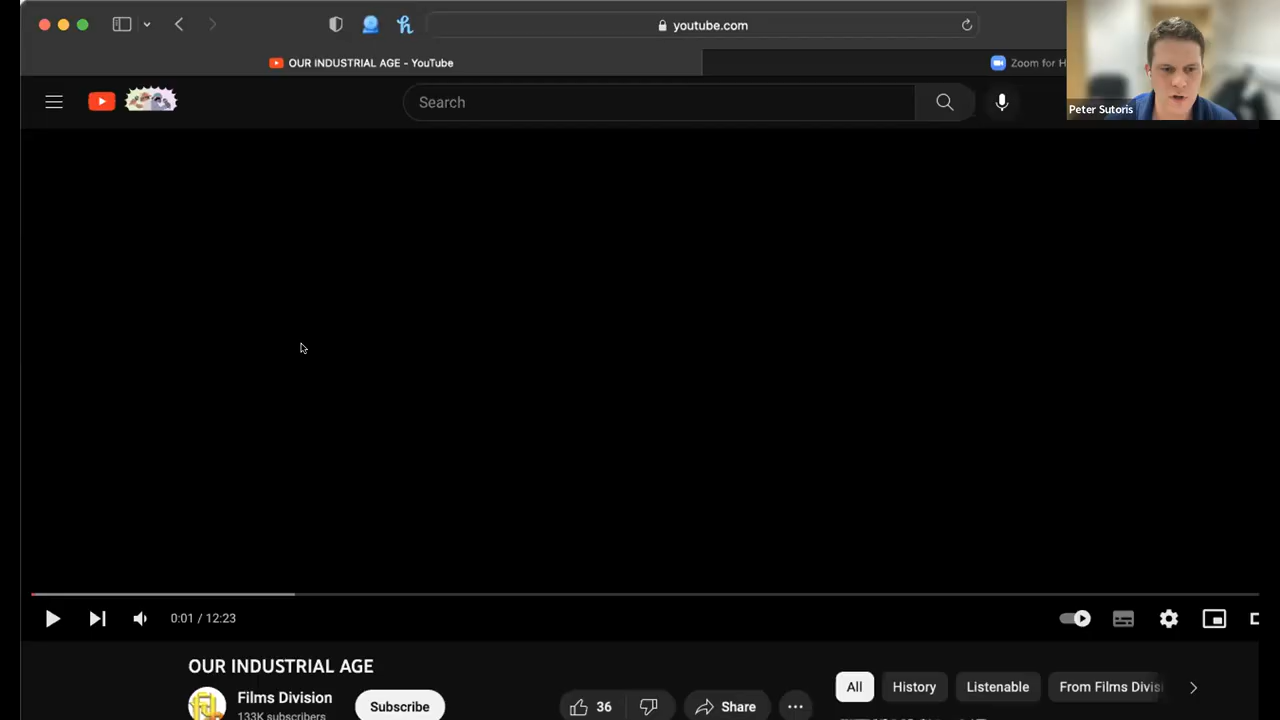 youtube.com
OUR INDUSTRIAL AGE - YouTube
Zoom for H
Search
Peter Sutoris
0:01 / 12:23
OUR INDUSTRIAL AGE
Films Division
133K subscribers
Subscribe
36
Share
All
History
Listenable
From Films Divisi